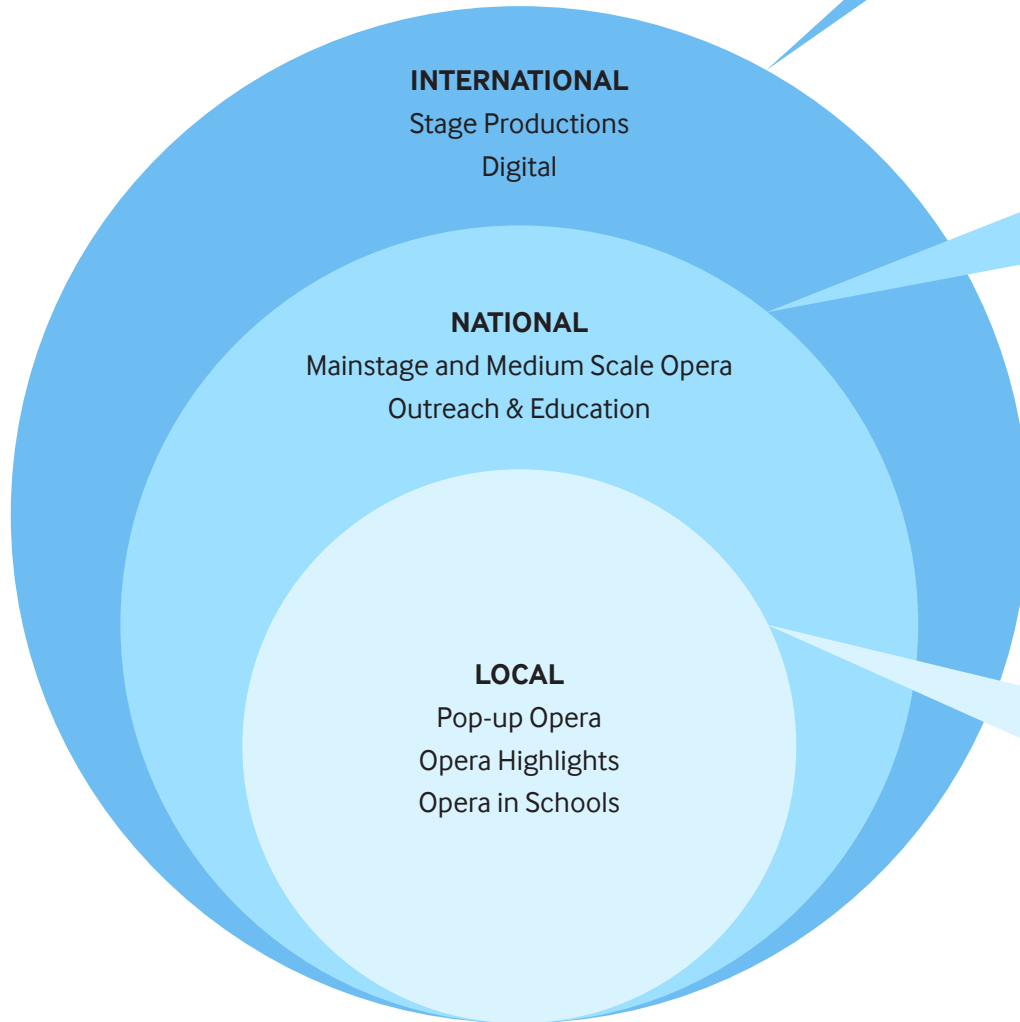 INTERNATIONAL
Stage Productions
Digital
NATIONAL
Mainstage and Medium Scale Opera
Outreach & Education
LOCAL
Pop-up Opera
Opera Highlights
Opera in Schools